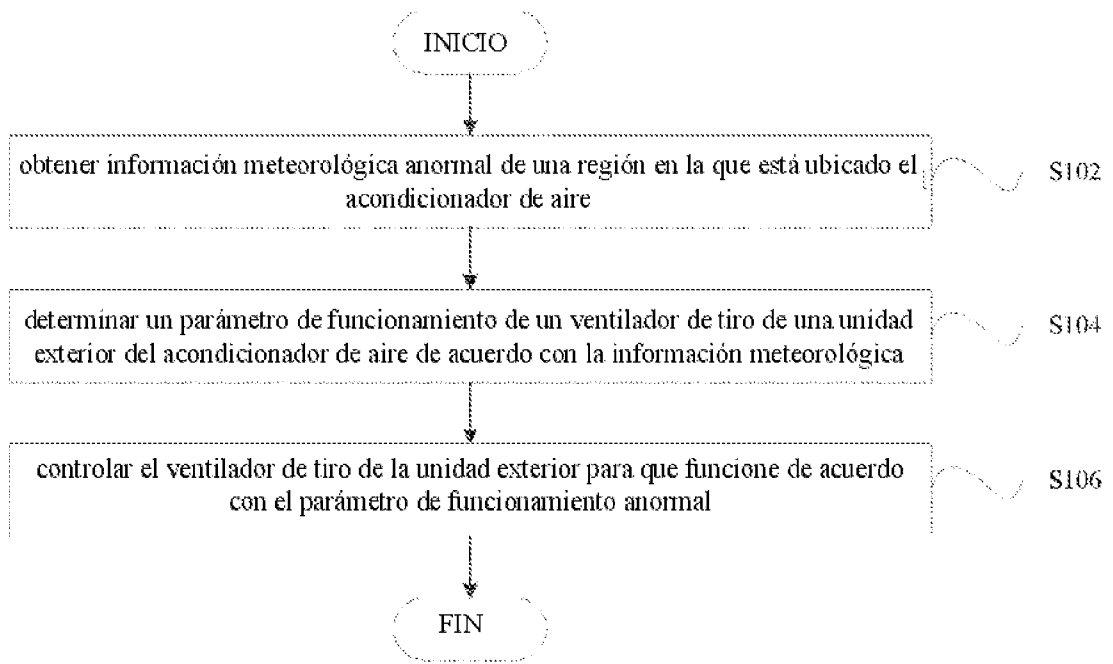 INICIO
obtener información meteorológica anormal de una región en la que está ubicado el
acondicionador de aire
S102
determinar un parámetro de funcionamiento de un ventilador de tiro de una unidad
exterior del acondicionador de aire de acuerdo con la información meteorológica
S104
controlar el ventilador de tiro de la unidad exterior para que funcione de acuerdo
con el parámetro de funcionamiento anormal
S106
FIN